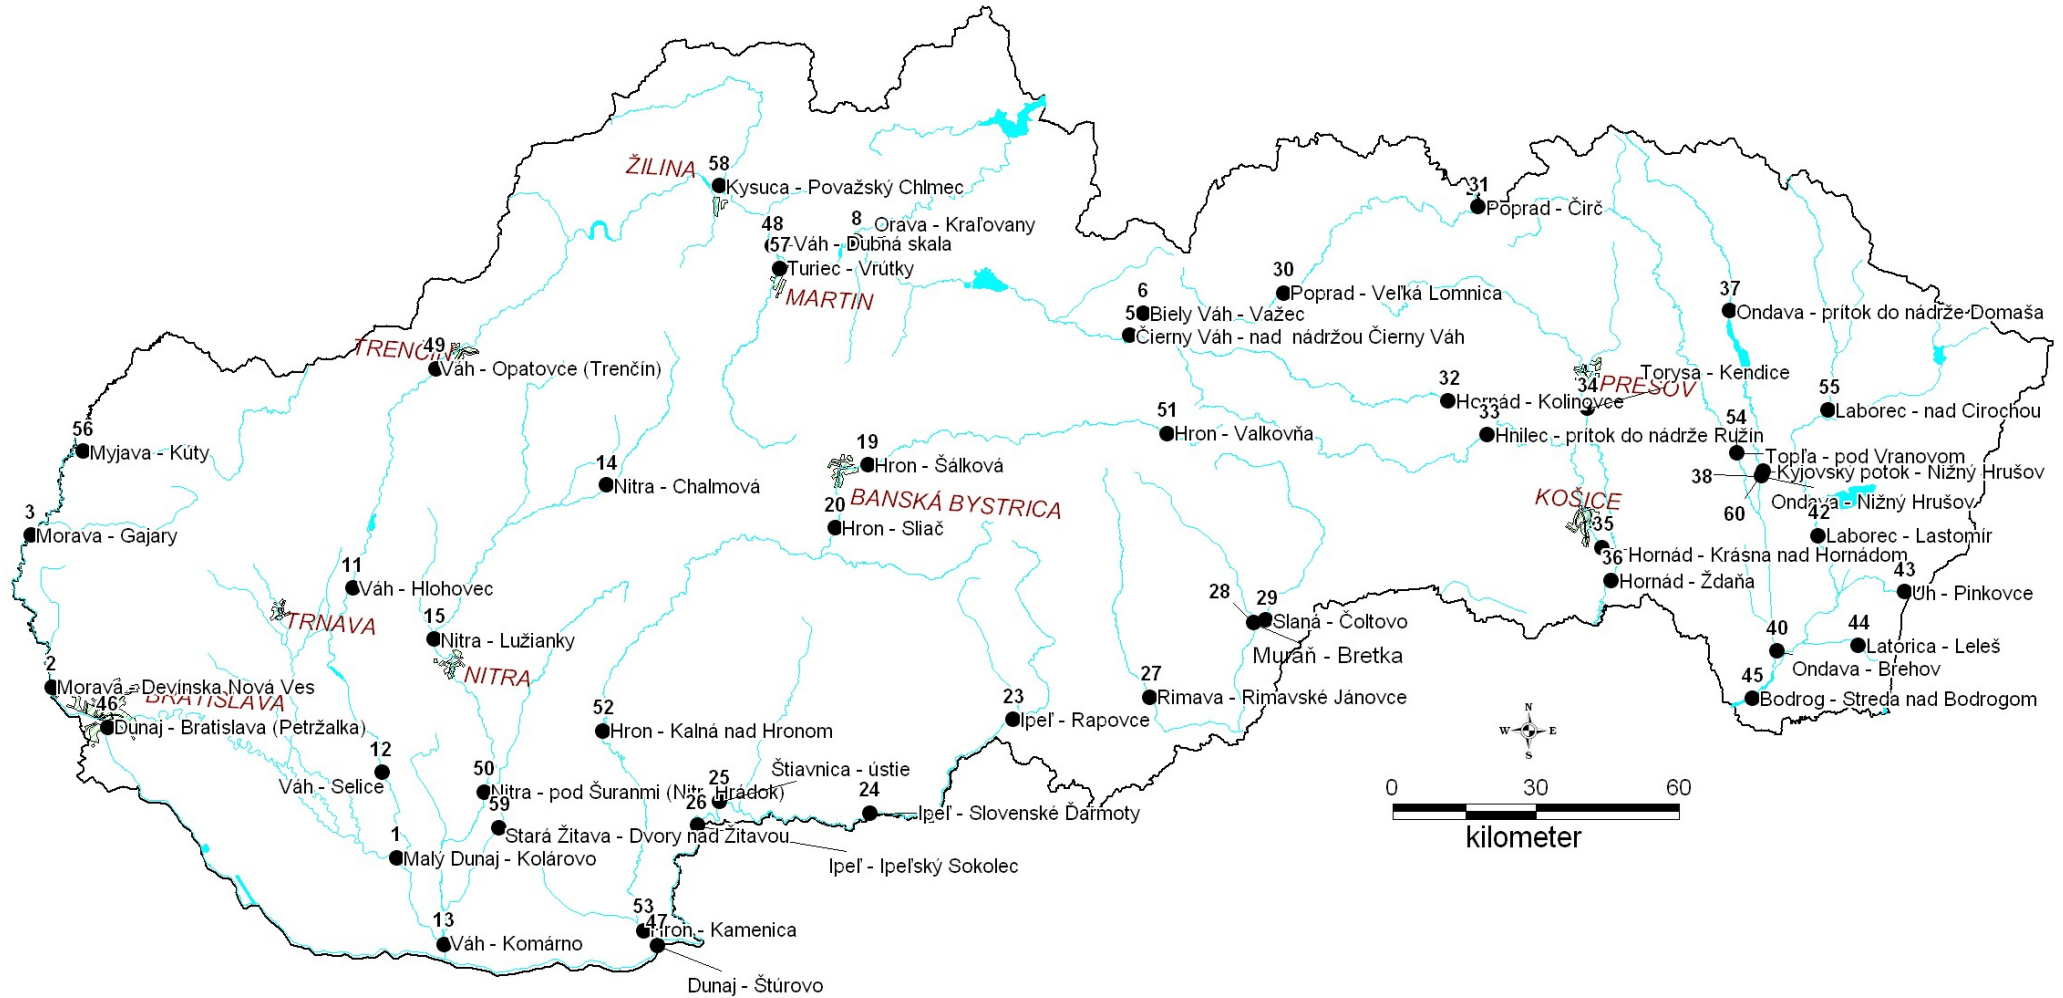 58
ŽILINA
Kysuca - Považský Chlmec
31
Poprad - Čirč
48
8
Orava - Kraľovany
57
Váh - Dubná skala
Turiec - Vrútky
MARTIN
30
Poprad - Veľká Lomnica
6
Biely Váh - Važec
5
Čierny Váh - nad nádržou Čierny Váh
37
Ondava - prítok do nádrže Domaša
TRENČÍN
49
Váh - Opatovce (Trenčín)
Torysa - Kendice
PREŠOV
34
32
Hornád - Kolinovce
33
Hnilec - prítok do nádrže Ružín
55
Laborec - nad Cirochou
51
Hron - Valkovňa
54
Topľa - pod Vranovom
56
Myjava - Kúty
19
Hron - Šálková
38
Kyjovský potok - Nižný Hrušov
14
Nitra - Chalmová
BANSKÁ BYSTRICA
KOŠICE
Ondava - Nižný Hrušov
60
20
Hron - Sliač
3
Morava - Gajary
42
Laborec - Lastomír
35
Hornád - Krásna nad Hornádom
36
Hornád - Ždaňa
11
Váh - Hlohovec
43
Uh - Pinkovce
28
29
Slaná - Čoltovo
TRNAVA
15
Nitra - Lužianky
40
44
Latorica - Leleš
Muráň - Bretka
NITRA
Ondava - Brehov
2
Morava - Devínska Nová Ves
BRATISLAVA
27
Rimava - Rimavské Jánovce
45
Bodrog - Streda nad Bodrogom
46
Dunaj - Bratislava (Petržalka)
52
Hron - Kalná nad Hronom
23
Ipeľ - Rapovce
N
W
E
S
12
Váh - Selice
50
Nitra - pod Šuranmi (Nitr. Hrádok)
25
Štiavnica - ústie
24
Ipeľ - Slovenské Ďarmoty
26
59
Stará Žitava - Dvory nad Žitavou
Ipeľ - Ipeľský Sokolec
0
30
60
kilometer
1
Malý Dunaj - Kolárovo
13
Váh - Komárno
53
47
Hron - Kamenica
Dunaj - Štúrovo